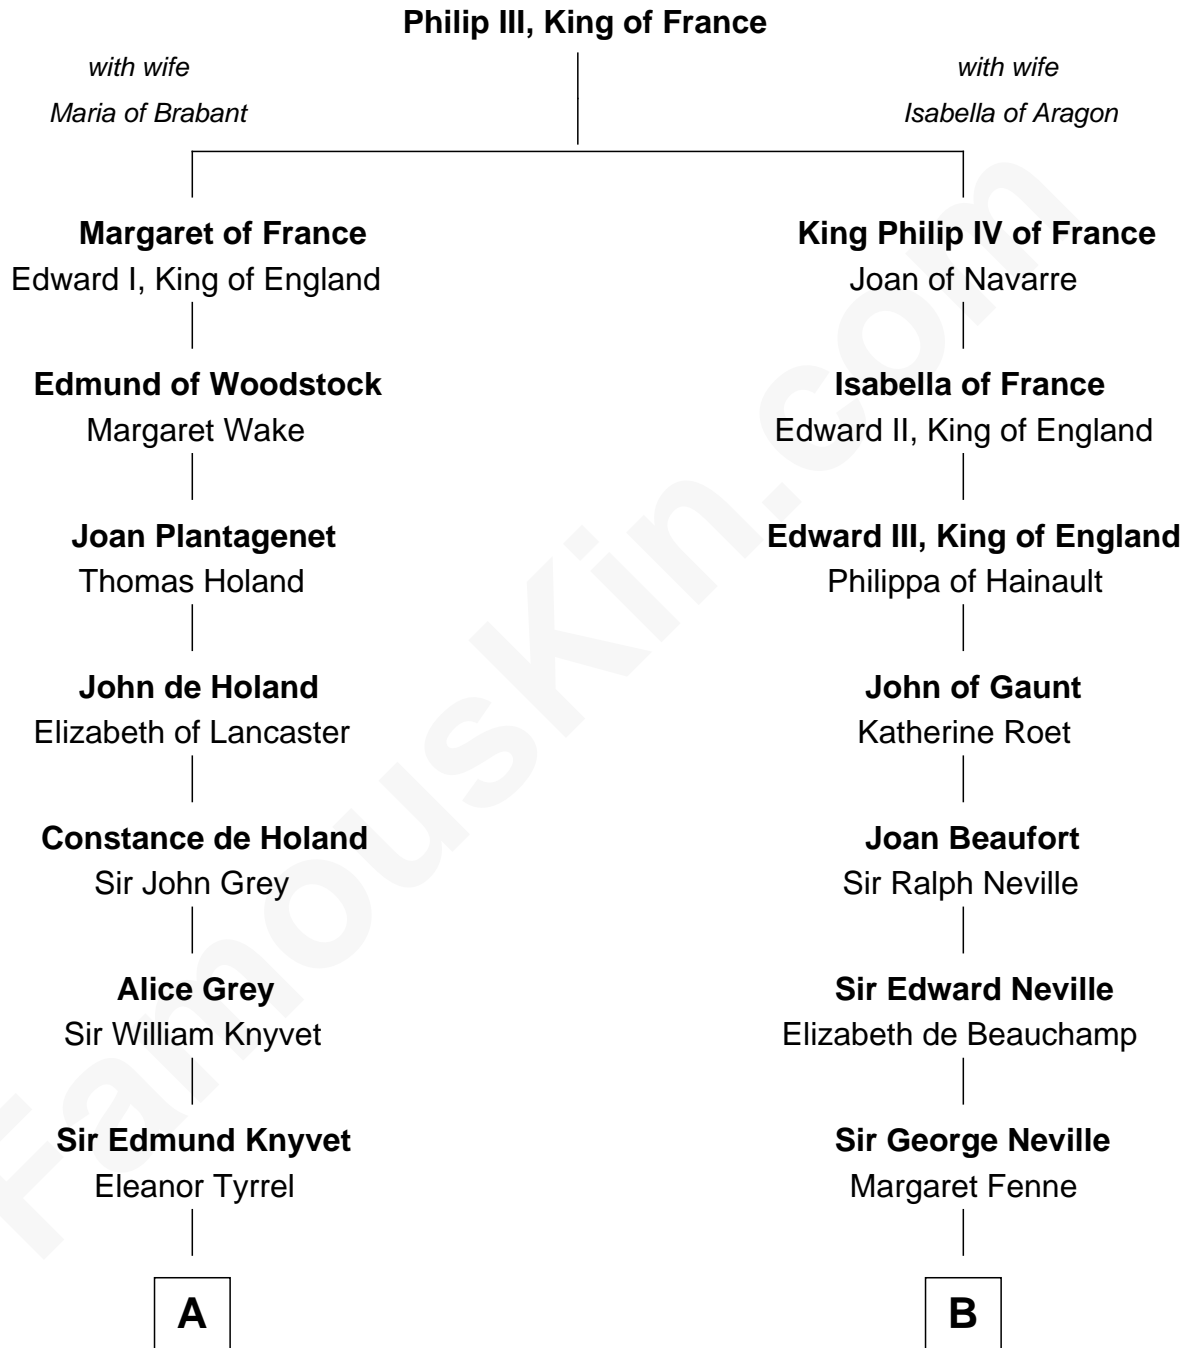 Philip III, King of France
with wife
Maria of Brabant
with wife
Isabella of Aragon
Margaret of France
Edward I, King of England
King Philip IV of France
Joan of Navarre
Edmund of Woodstock
Margaret Wake
Isabella of France
Edward II, King of England
Joan Plantagenet
Thomas Holand
Edward III, King of England
Philippa of Hainault
John de Holand
Elizabeth of Lancaster
John of Gaunt
Katherine Roet
Constance de Holand
Sir John Grey
Joan Beaufort
Sir Ralph Neville
Alice Grey
Sir William Knyvet
Sir Edward Neville
Elizabeth de Beauchamp
Sir Edmund Knyvet
Eleanor Tyrrel
Sir George Neville
Margaret Fenne
A
B
FamousKin.com